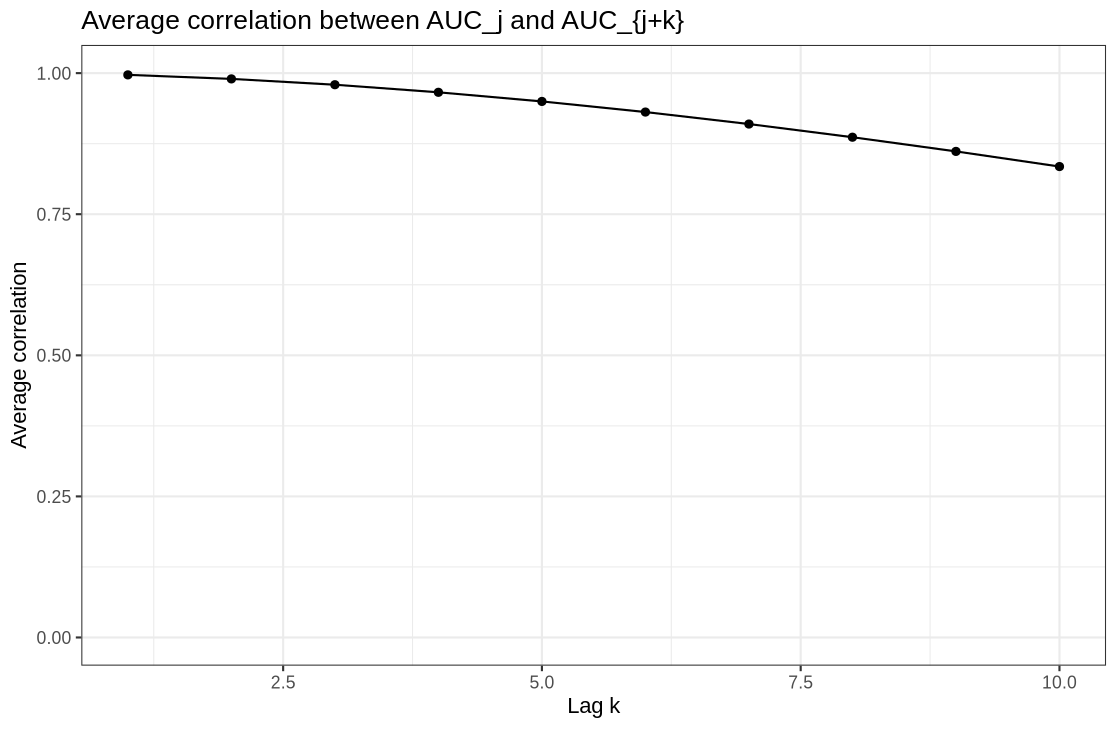 Average correlation between AUC_j and AUC_{j+k}
1.00
0.75
0.50
0.25
0.00
Average correlation
2.5 5.0 7.5 10.0
Lag k